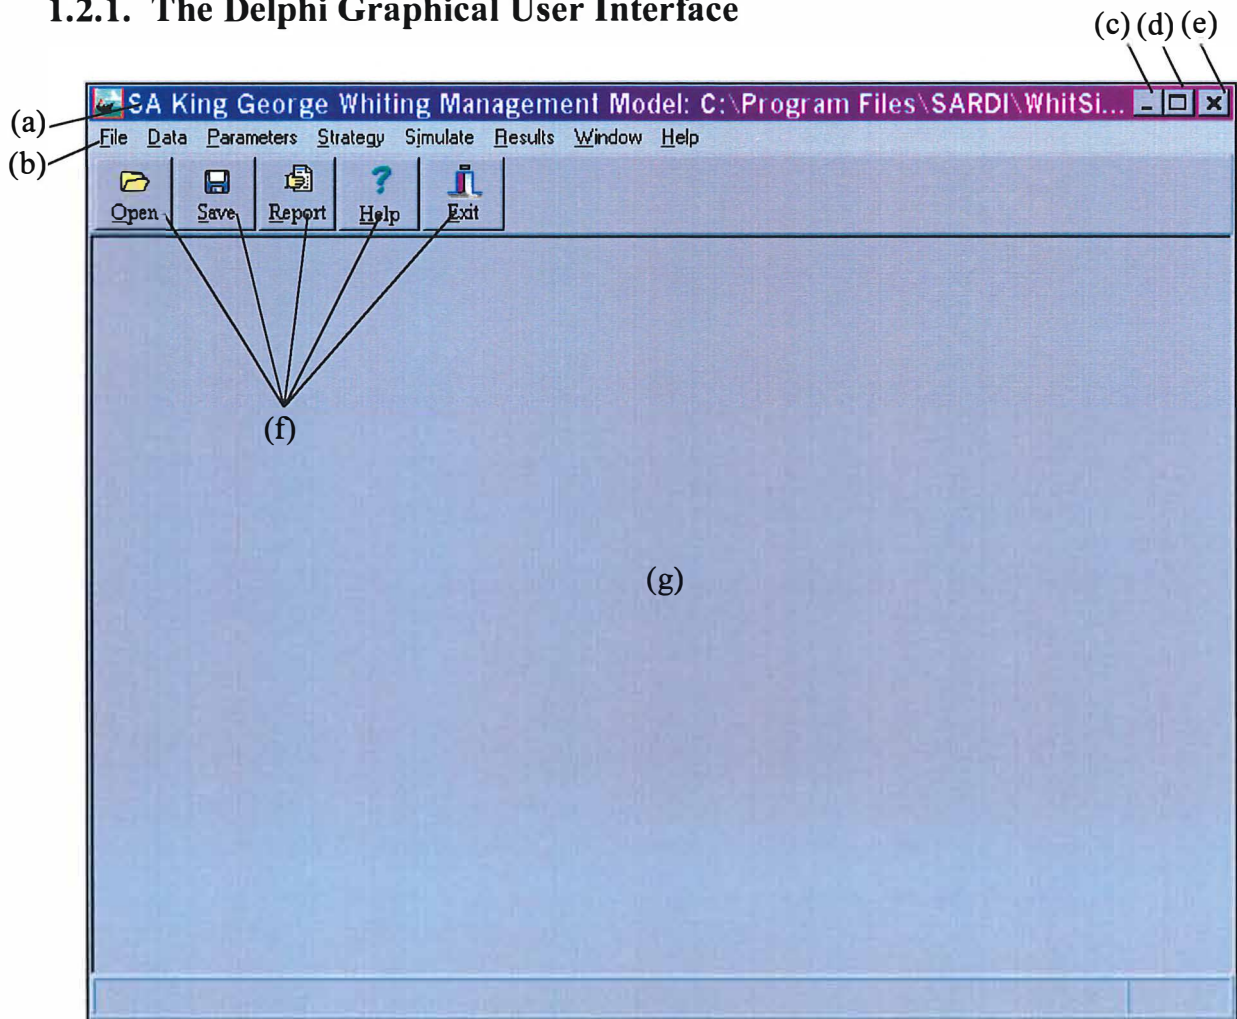 1.2.1. The Delphi Graphical User Interface
(c) (d) (e)
SA King George Whiting Management Model: C:\Program Files\SARDI\WhitSi...
(a)
File Data Parameters Strategy Simulate Results Window Help
(b)
Open Save Report Help Exit
(f)
(g)